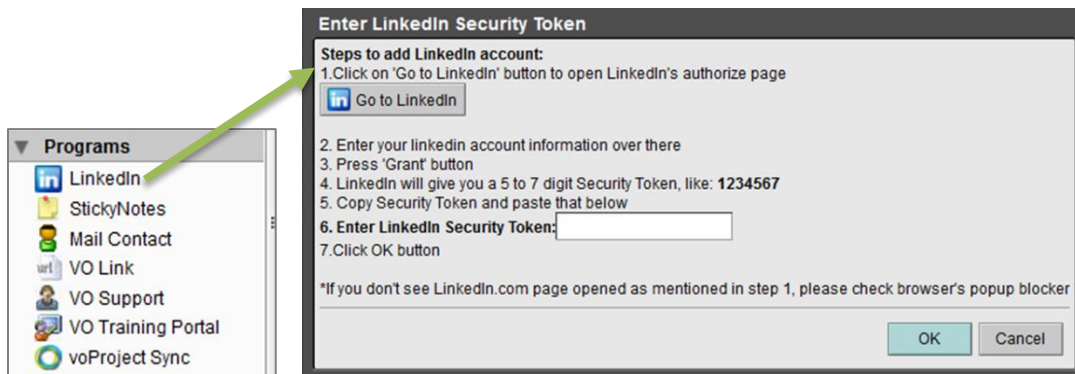 Programs
LinkedIn
StickyNotes
Mail Contact
url VO Link
VO Support
VO Training Portal
voProject Sync
Enter LinkedIn Security Token
Steps to add LinkedIn account:
1.Click on 'Go to LinkedIn' button to open LinkedIn's authorize page
in Go to LinkedIn
2. Enter your linkedin account information over there
3. Press 'Grant' button
4. LinkedIn will give you a 5 to 7 digit Security Token, like: 1234567
5. Copy Security Token and paste that below
6. Enter LinkedIn Security Token:
7.Click OK button
*If you don't see LinkedIn.com page opened as mentioned in step 1, please check browser's popup blocker
OK Cancel